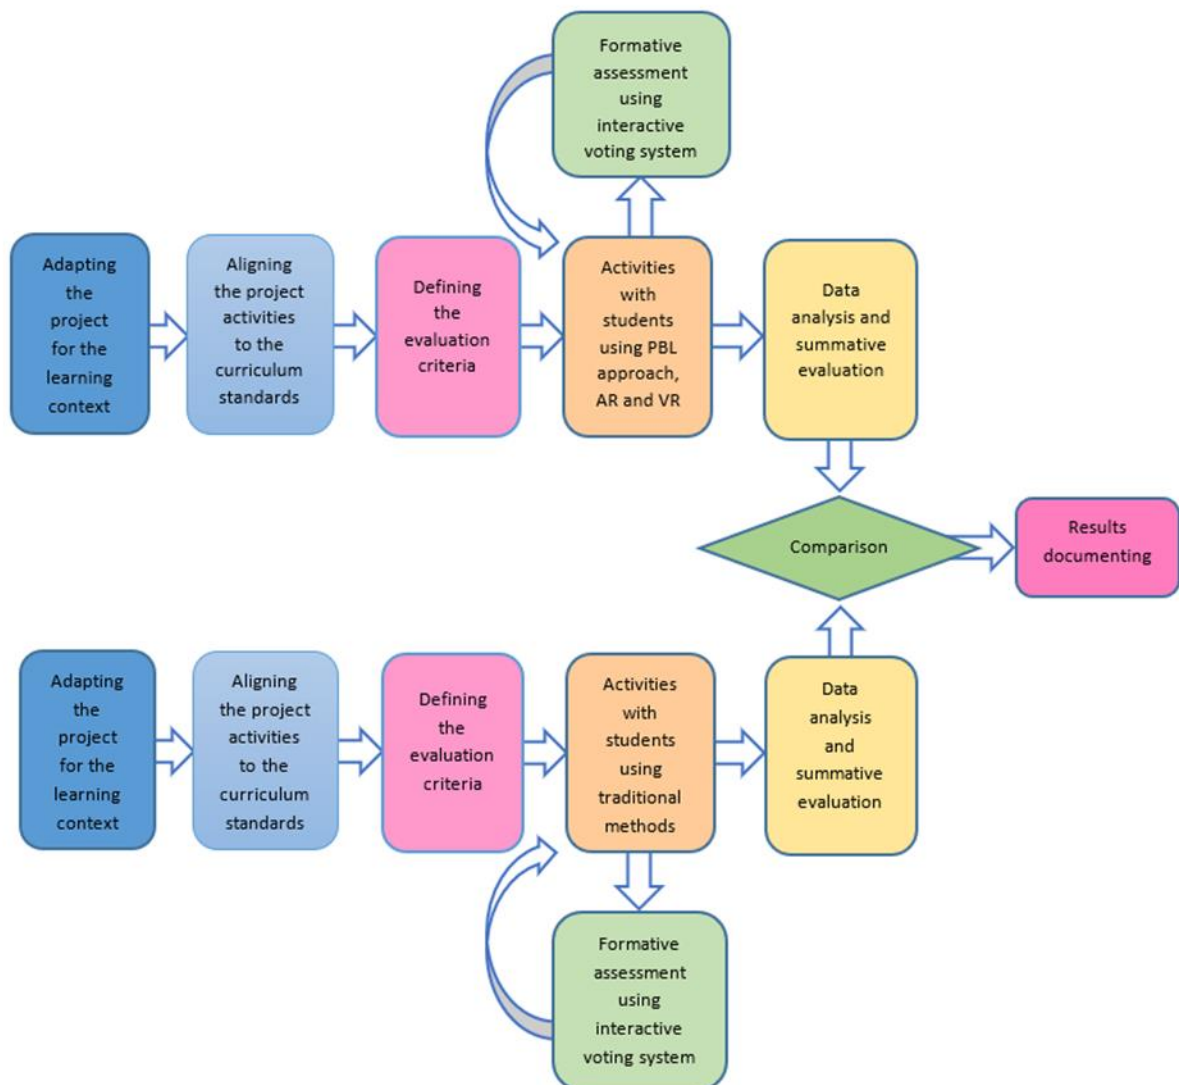 Formative
assessment
using
interactive
voting system
Adapting
the
project
for the
learning
context
Aligning
the project
activities
to the
curriculum
standards
Defining
the
evaluation
criteria
Activities
with
students
using PBL
approach,
AR and VR
Data
analysis and
summative
evaluation
Comparison
Results
documenting
Adapting
the
project
for the
learning
context
Aligning
the project
activities
to the
curriculum
standards
Defining
the
evaluation
criteria
Activities
with
students
using
traditional
methods
Data
analysis
and
summative
evaluation
Formative
assessment
using
interactive
voting system